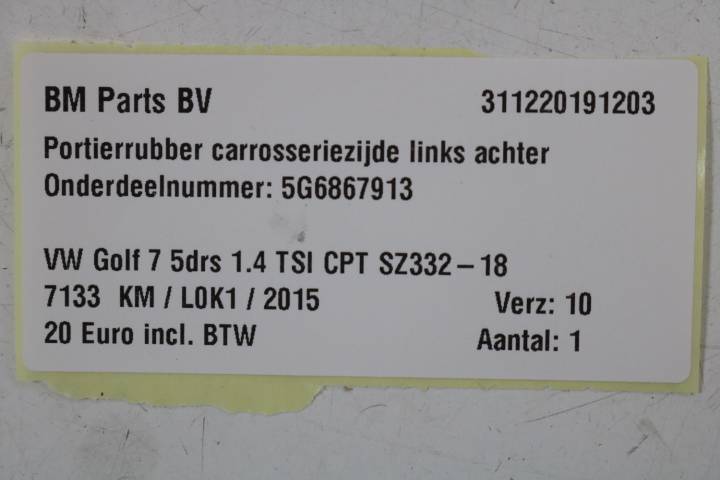 BM Parts BV 311220191203
Portierrubber carrosseriezijde links achter
Onderdeelnummer: 5G6867913
VW Golf 7 5drs 1.4 TSI CPT SZ332-18
7133 KM / L0K1 / 2015 Verz: 10
20 Euro incl. BTW Aantal: 1